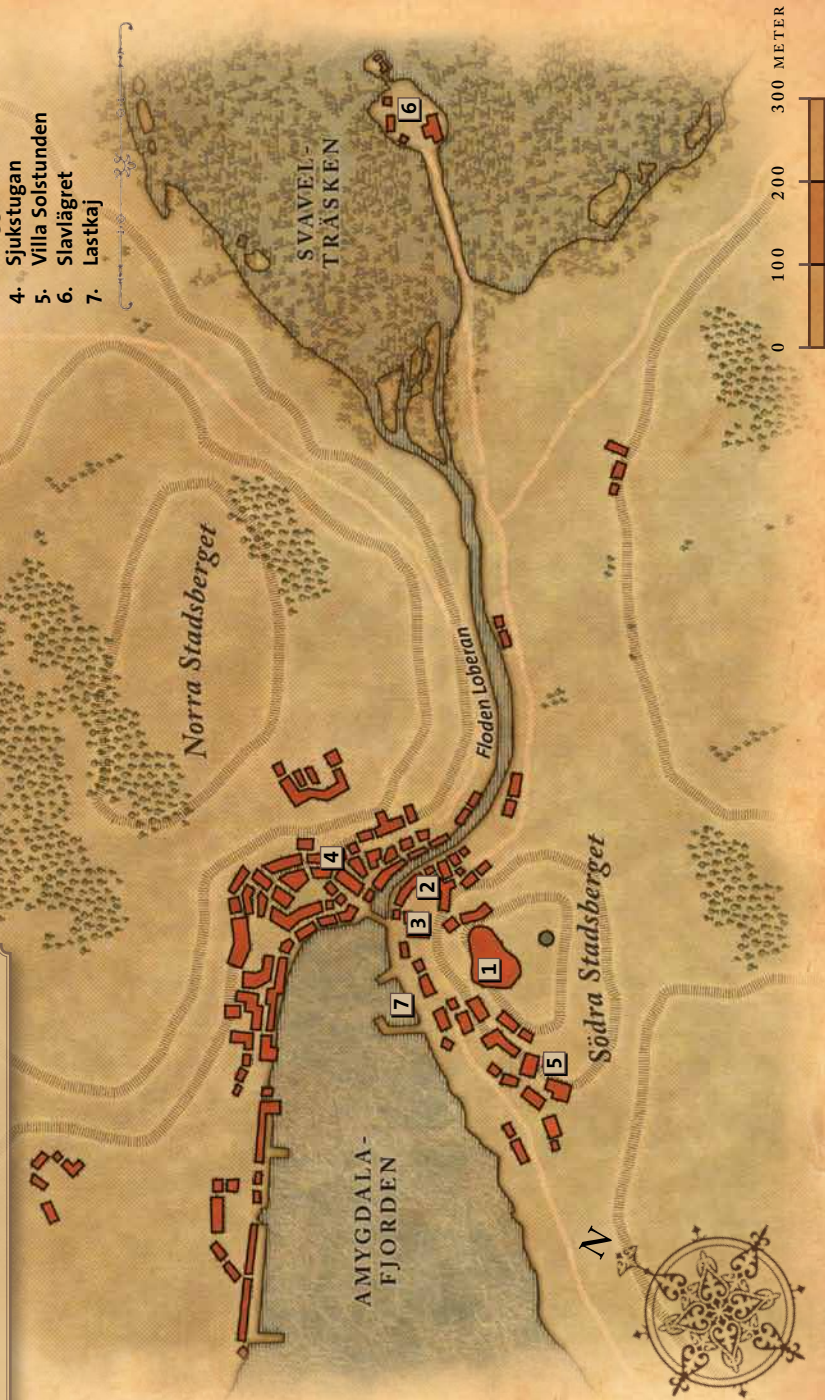 4. Sjukstugan
5. Villa Solstunden
6. Slavlägret
7. Lastkaj
SVAVEL-
TRÄSKEN
6
Norra Stadsberget
Floden Loberan
4
2
3
1
7
5
Södra Stadsberget
AMYGDALA-
FJORDEN
N
0 100 200 300 METER